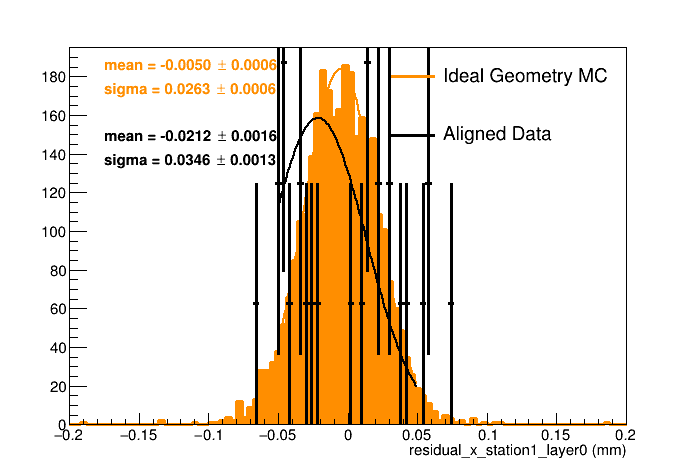 mean = -0.0050 ± 0.0006
sigma = 0.0263 ± 0.0006
Ideal Geometry MC
mean = -0.0212 ± 0.0016
sigma = 0.0346 ± 0.0013
Aligned Data
180
160
140
120
100
80
60
40
20
0
−0.2 −0.15 −0.1 −0.05 0 0.05 0.1 0.15 0.2
residual_x_station1_layer0 (mm)